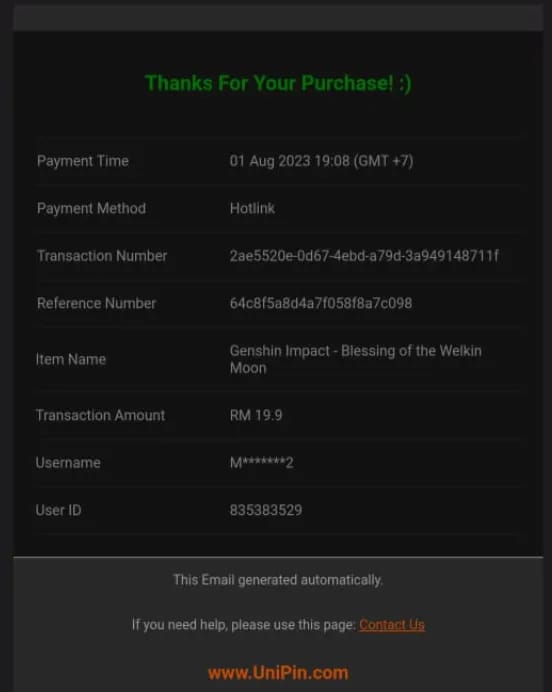 Thanks For Your Purchase! :)
Payment Time 01 Aug 2023 19:08 (GMT +7)
Payment Method Hotlink
Transaction Number 2ae5520e-0d67-4ebd-a79d-3a949148711f
Reference Number 64c8f5a8d4a7f058f8a7c098
Item Name Genshin Impact - Blessing of the Welkin
Moon
Transaction Amount RM 19.9
Username M*******2
User ID 835383529
This Email generated automatically.
If you need help, please use this page: Contact Us
www.UniPin.com